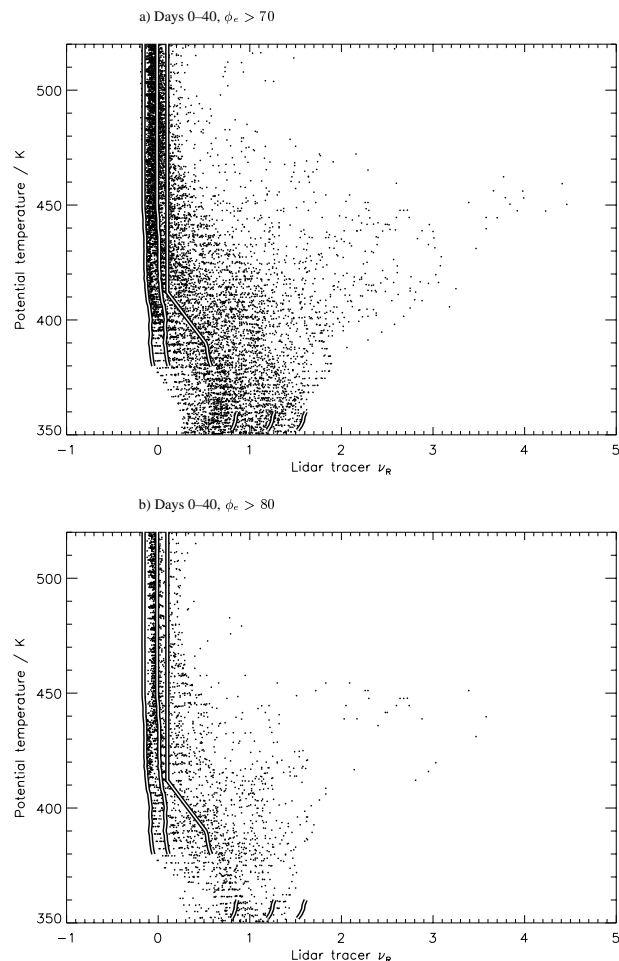 a) Days 0–40, ϕe > 70
500
450
400
350
Potential temperature / K
−1 0 1 2 3 4 5
Lidar tracer νR
b) Days 0–40, ϕe > 80
500
450
400
350
Potential temperature / K
−1 0 1 2 3 4 5
Lidar tracer νR